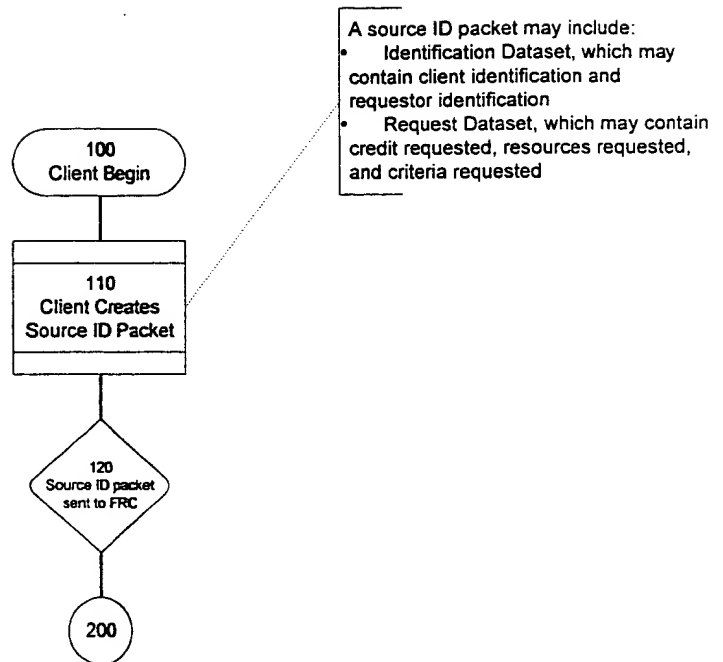 A source ID packet may include:
• Identification Dataset, which may
contain client identification and
requestor identification
• Request Dataset, which may contain
credit requested, resources requested,
and criteria requested
100
Client Begin
110
Client Creates
Source ID Packet
120
Source ID packet
sent to FRC
200